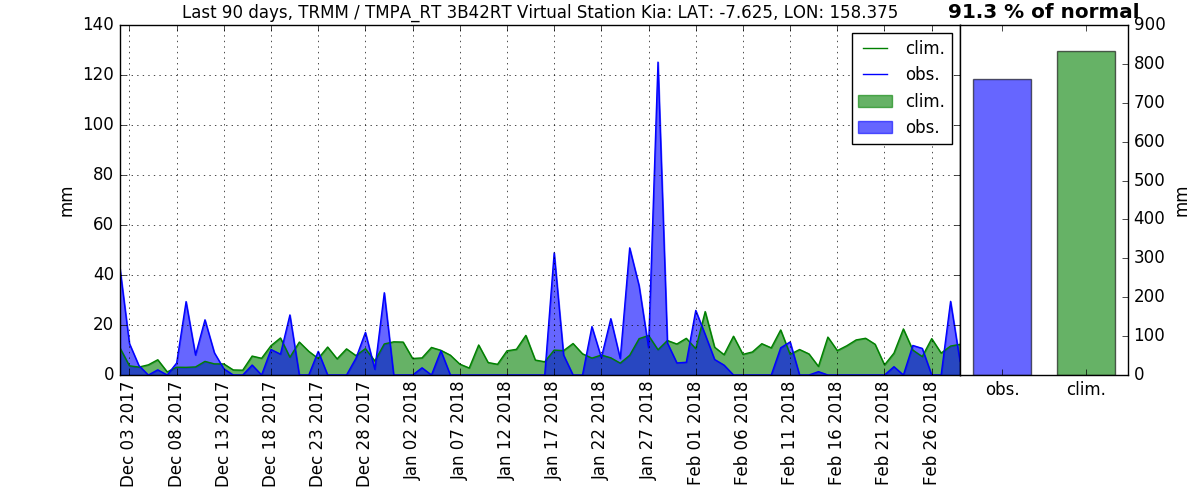 Last 90 days, TRMM / TMPA_RT 3B42RT Virtual Station Kia: LAT: -7.625, LON: 158.375
91.3 % of normal
mm
140
120
100
80
60
40
20
0
clim.
obs.
clim.
obs.
Dec 03 2017
Dec 08 2017
Dec 13 2017
Dec 18 2017
Dec 23 2017
Dec 28 2017
Jan 02 2018
Jan 07 2018
Jan 12 2018
Jan 17 2018
Jan 22 2018
Jan 27 2018
Feb 01 2018
Feb 06 2018
Feb 11 2018
Feb 16 2018
Feb 21 2018
Feb 26 2018
obs.
clim.
900
800
700
600
500
400
300
200
100
0
mm